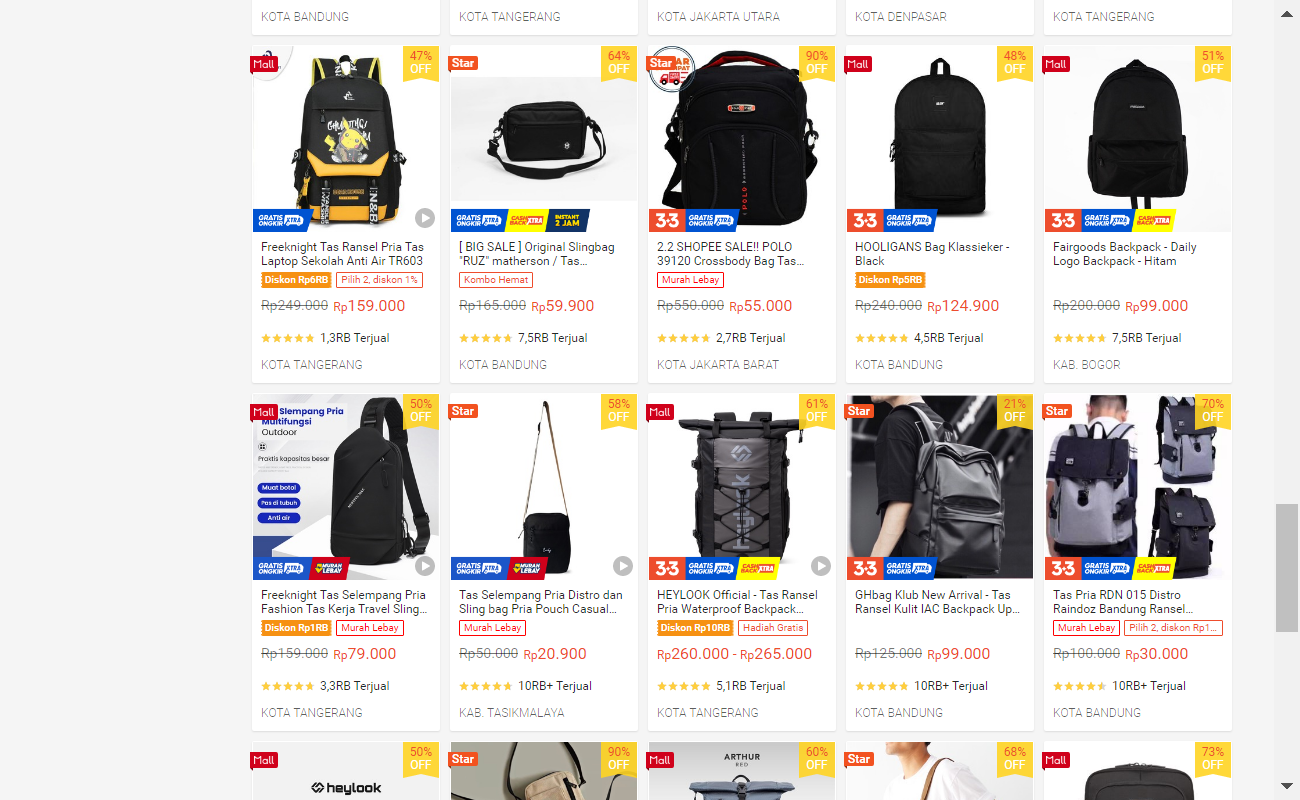 KOTA BANDUNG
KOTA TANGERANG
KOTA JAKARTA UTARA
KOTA DENPASAR
KOTA TANGERANG
Mall
47%
OFF
GRATIS ONGKIR XTRA
Freeknight Tas Ransel Pria Tas
Laptop Sekolah Anti Air TR603
Diskon Rp6RB
Pilih 2, diskon 1%
Rp249.000 Rp159.000
1,3RB Terjual
KOTA TANGERANG
Star
64%
OFF
GRATIS ONGKIR XTRA
CASH BACK XTRA
INSTANT 2 JAM
[ BIG SALE ] Original Slingbag
"RUZ" matherson / Tas...
Kombo Hemat
Rp165.000 Rp59.900
7,5RB Terjual
KOTA BANDUNG
Star
90%
OFF
POLO
3.3
GRATIS ONGKIR XTRA
2.2 SHOPEE SALE!! POLO
39120 Crossbody Bag Tas...
Murah Lebay
Rp550.000 Rp55.000
2,7RB Terjual
KOTA JAKARTA BARAT
Mall
48%
OFF
3.3
GRATIS ONGKIR XTRA
HOOLIGANS Bag Klassieker -
Black
Diskon Rp5RB
Rp240.000 Rp124.900
4,5RB Terjual
KOTA BANDUNG
Mall
51%
OFF
3.3
GRATIS ONGKIR XTRA
CASH BACK XTRA
Fairgoods Backpack - Daily
Logo Backpack - Hitam
Rp200.000 Rp99.000
7,5RB Terjual
KAB. BOGOR
Mall
50%
OFF
Slempang Pria
Multifungsi
Outdoor
Praktis kapasitas besar
Muat botol
Pas di tubuh
Anti air
GRATIS ONGKIR XTRA
MURAH LEBAY
Freeknight Tas Selempang Pria
Fashion Tas Kerja Travel Sling...
Diskon Rp1RB
Murah Lebay
Rp159.000 Rp79.000
3,3RB Terjual
KOTA TANGERANG
Star
58%
OFF
GRATIS ONGKIR XTRA
MURAH LEBAY
Tas Selempang Pria Distro dan
Sling bag Pria Pouch Casual...
Murah Lebay
Rp50.000 Rp20.900
10RB+ Terjual
KAB. TASIKMALAYA
Mall
61%
OFF
heylook
3.3
GRATIS ONGKIR XTRA
CASH BACK XTRA
HEYLOOK Official - Tas Ransel
Pria Waterproof Backpack...
Diskon Rp10RB
Hadiah Gratis
Rp260.000 - Rp265.000
5,1RB Terjual
KOTA TANGERANG
Star
21%
OFF
3.3
GRATIS ONGKIR XTRA
GHbag Klub New Arrival - Tas
Ransel Kulit IAC Backpack Up...
Rp125.000 Rp99.000
10RB+ Terjual
KOTA BANDUNG
Star
70%
OFF
3.3
GRATIS ONGKIR XTRA
CASH BACK XTRA
Tas Pria RDN 015 Distro
Raindoz Bandung Ransel...
Murah Lebay
Pilih 2, diskon Rp1...
Rp100.000 Rp30.000
10RB+ Terjual
KOTA BANDUNG
Mall
50%
OFF
heylook
Star
90%
OFF
Mall
60%
OFF
ARTHUR
BED
Star
68%
OFF
Mall
73%
OFF